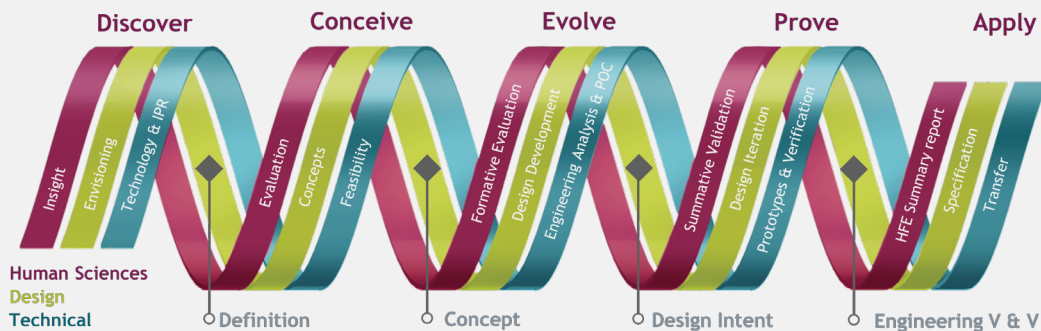 Discover
Conceive
Evolve
Prove
Apply
Insight
Envisioning
Technology & IPR
Evaluation
Concepts
Feasibility
Formative Evaluation
Design Development
Engineering Analysis & POC
Summative Validation
Design Iteration
Prototypes & Verification
HFE Summary report
Specification
Transfer
Human Sciences
Design
Technical
Definition
Concept
Design Intent
Engineering V & V